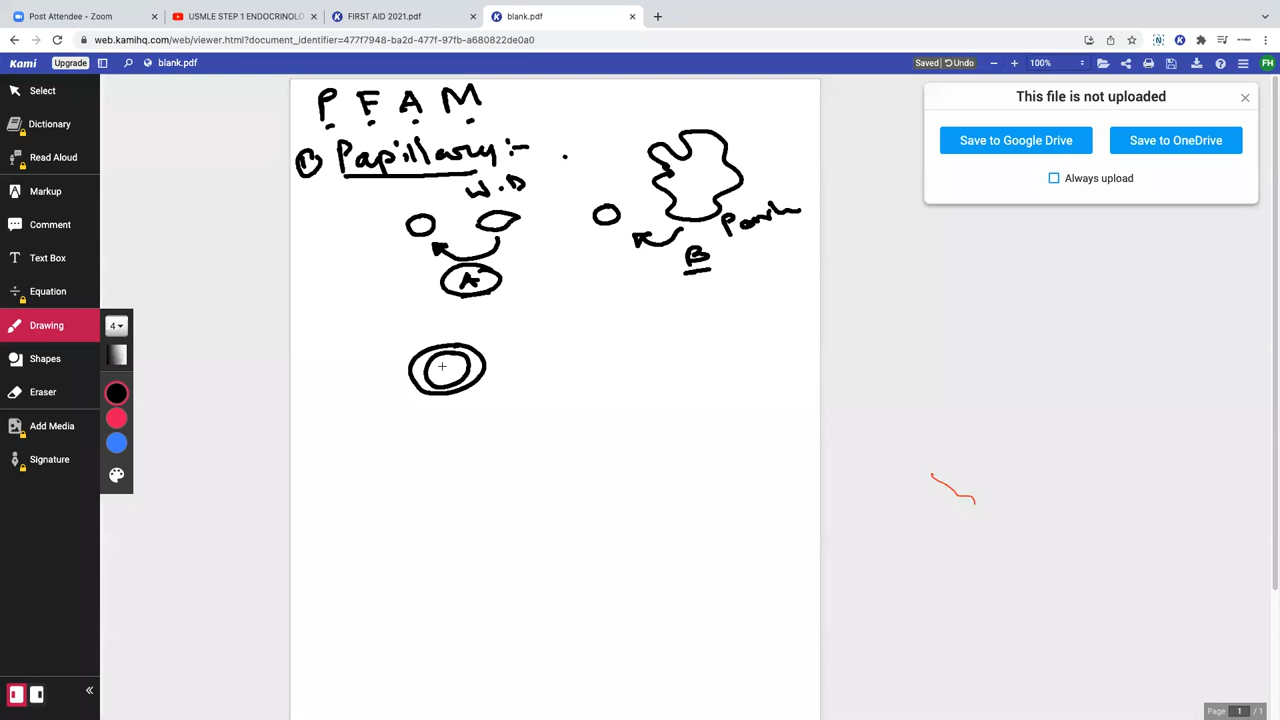 Post Attendee - Zoom
USMLE STEP 1 ENDOCRINOLO
FIRST AID 2021.pdf
blank.pdf
web.kamihq.com/web/viewer.html?document_identifier=477f7948-ba2d-477f-97fb-a680822de0a0
Kami
Upgrade
blank.pdf
Saved
Undo
100%
FH
Select
Dictionary
Read Aloud
Markup
Comment
Text Box
Equation
Drawing
Shapes
Eraser
Add Media
Signature
4
This file is not uploaded
Save to Google Drive
Save to OneDrive
Always upload
P F A M
① Papillary :-
W.D
A
B
Page 1 / 1